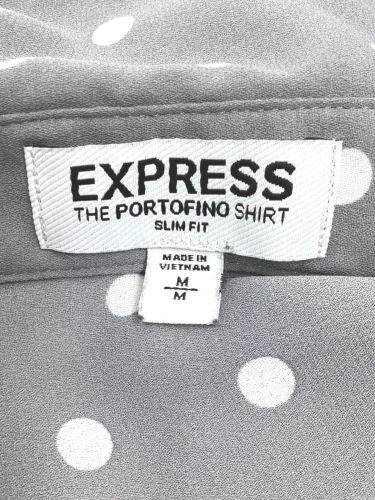 EXPRESS
THE PORTOFINO SHIRT
SLIM FIT
MADE IN
VIETNAM
M
M